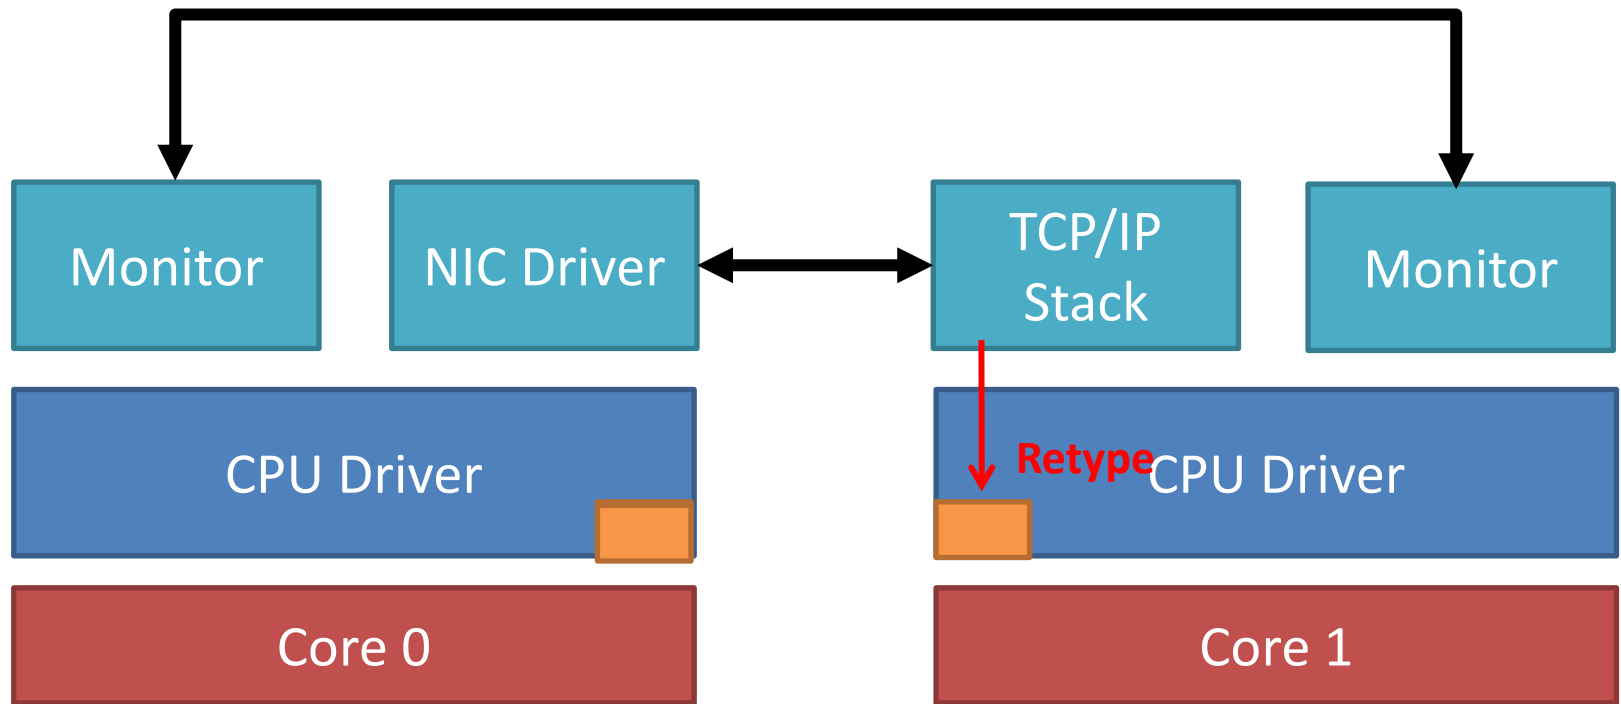 Monitor
NIC Driver
TCP/IP
Stack
Monitor
CPU Driver
Retype
CPU Driver
Core 0
Core 1